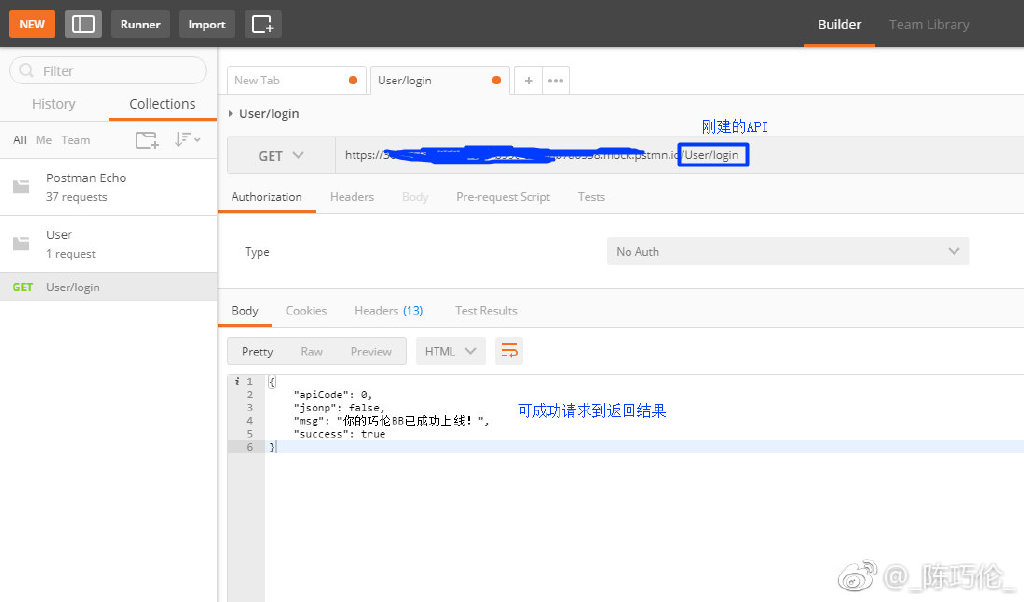 NEW
Runner
Import
Builder
Team Library
Filter
History
Collections
All
Me
Team
Postman Echo
37 requests
User
1 request
GET
User/login
New Tab
User/login
User/login
刚建的API
GET
https://
.mock.pstmn.io/User/login
Authorization
Headers
Body
Pre-request Script
Tests
Type
No Auth
Body
Cookies
Headers (13)
Test Results
Pretty
Raw
Preview
HTML
i 1 {
2 "apiCode": 0,
3 "jsonp": false,
4 "msg": "你的巧伦BB已成功上线！",
5 "success": true
6 }
可成功请求到返回结果
@_陈巧伦_